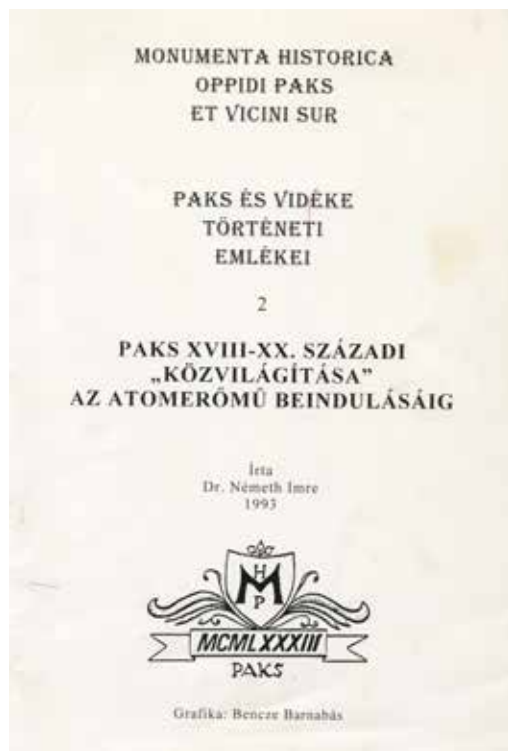 MONUMENTA HISTORICA
OPPIDI PAKS
ET VICINI SUR
PAKS ÉS VIDÉKE
TÖRTÉNETI
EMLÉKEI
2
PAKS XVIII-XX. SZÁZADI
„KÖZVILÁGÍTÁSA”
AZ ATOMERŐMŰ BEINDULÁSÁIG
Írta
Dr. Németh Imre
1993
H
M
P
MCMLXXXIII
PAKS
Grafika: Bencze Barnabás